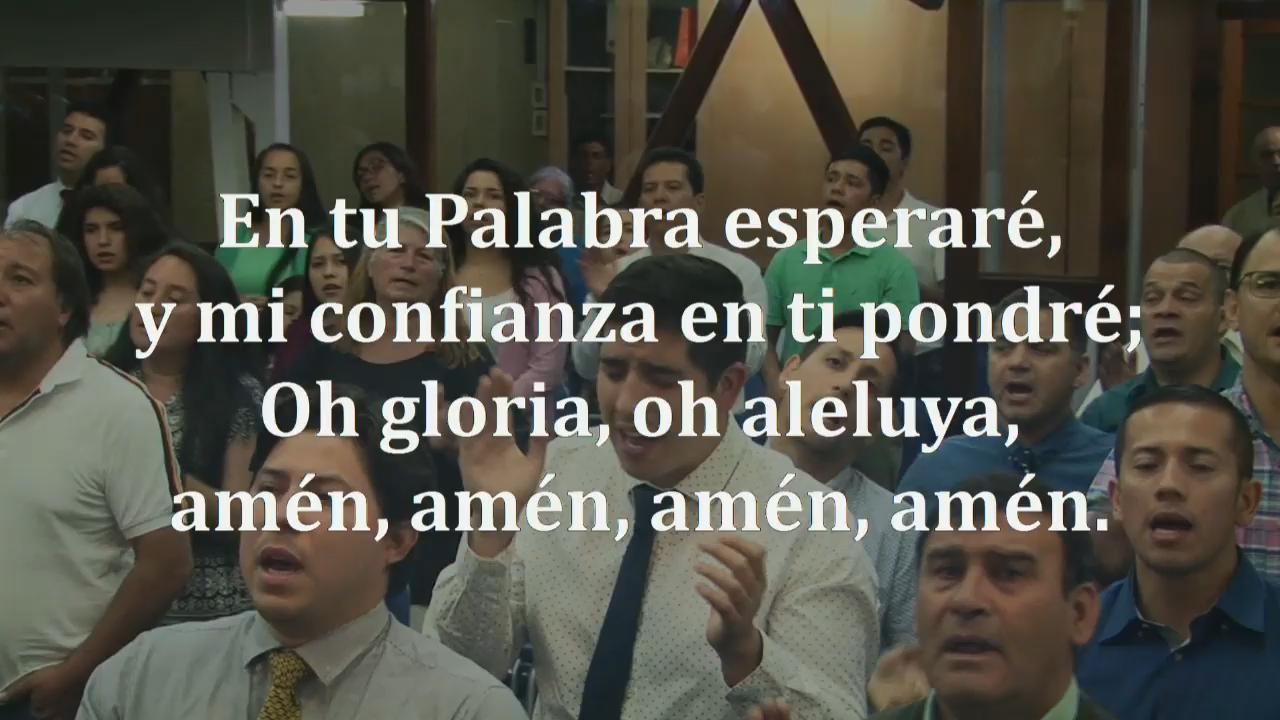 En tu Palabra esperaré,
y mi confianza en ti pondré;
Oh gloria, oh aleluya,
amén, amén, amén, amén.